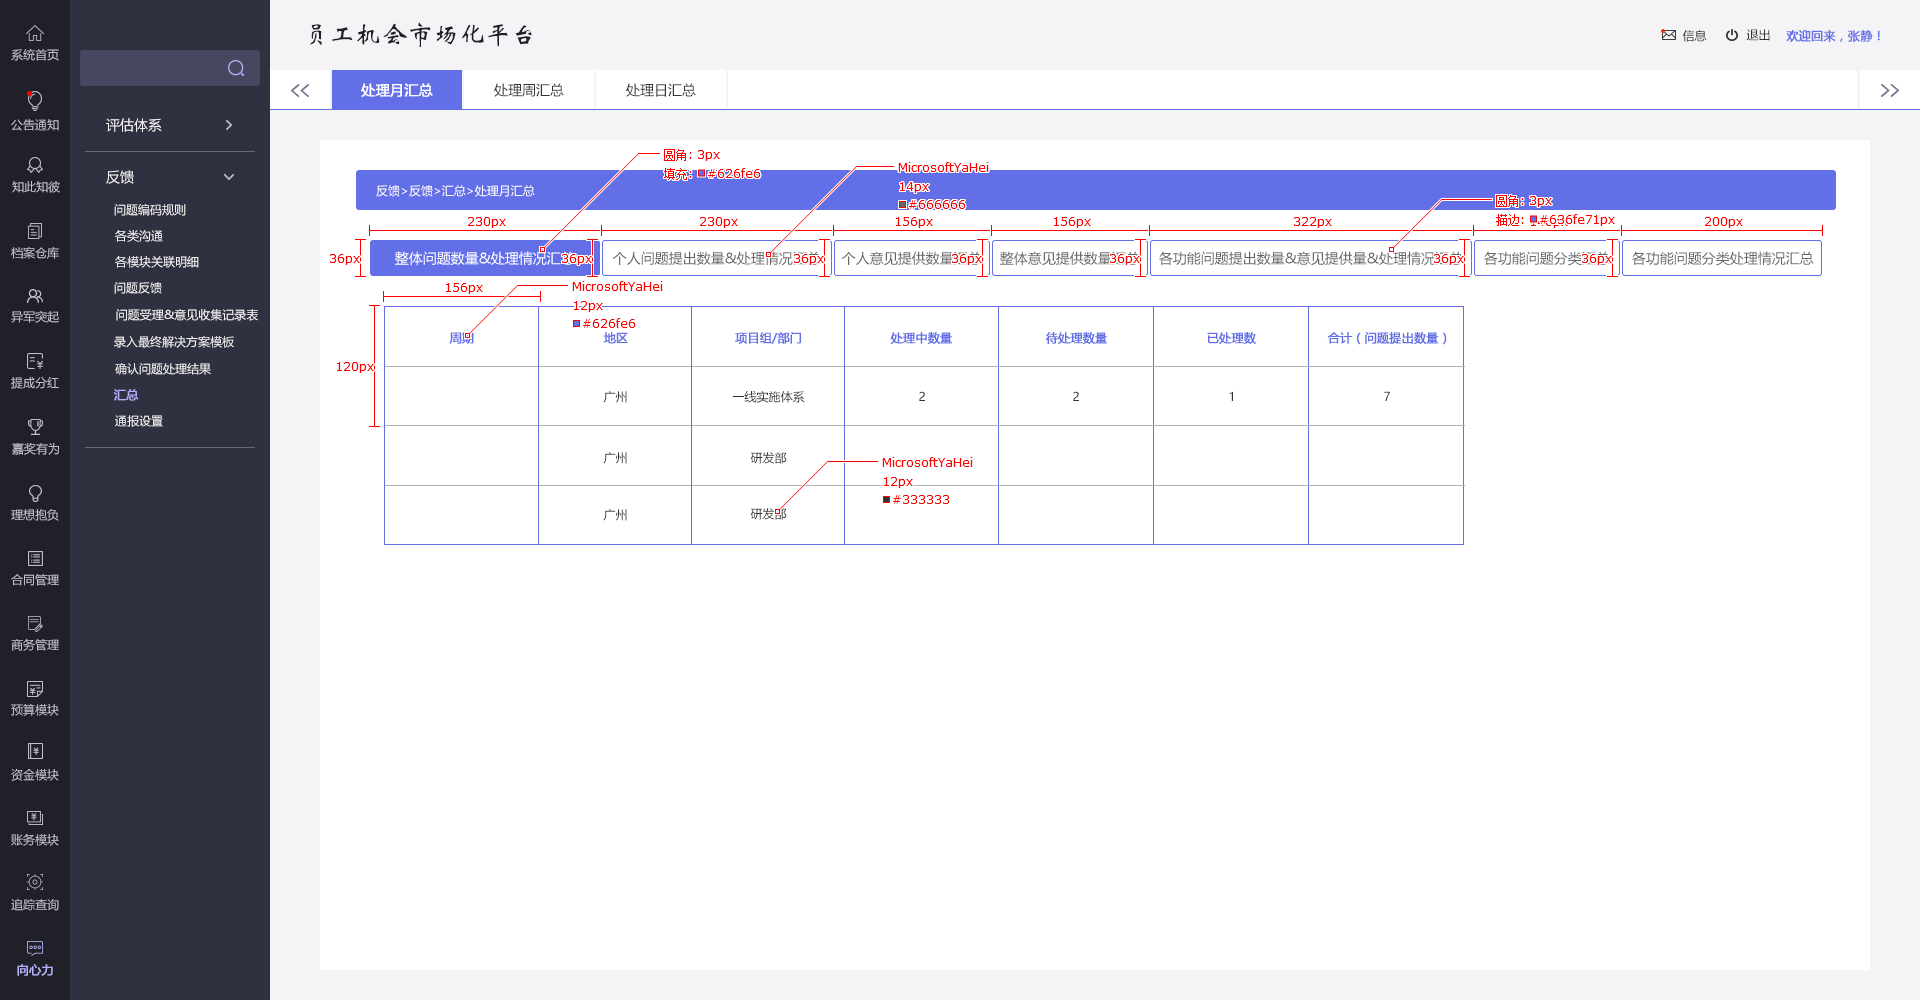 员工机会市场化平台
信息
退出
欢迎回来，张静！
系统首页
公告通知
知此知彼
档案仓库
异军突起
提成分红
嘉奖有为
理想抱负
合同管理
商务管理
预算模块
资金模块
账务模块
追踪查询
向心力
评估体系
反馈
问题编码规则
各类沟通
各模块关联明细
问题反馈
问题受理&意见收集记录表
录入最终解决方案模板
确认问题处理结果
汇总
通报设置
处理月汇总
处理周汇总
处理日汇总
圆角: 3px
填充: #626fe6
MicrosoftYaHei
14px
#666666
反馈>反馈>汇总>处理月汇总
圆角: 3px
描边: #636fe71px
230px
230px
156px
156px
322px
200px
36px
整体问题数量&处理情况汇
36px
个人问题提出数量&处理情况
36px
个人意见提供数量
36px
整体意见提供数量
36px
各功能问题提出数量&意见提供量&处理情况
36px
各功能问题分类
36px
各功能问题分类处理情况汇总
156px
MicrosoftYaHei
12px
#626fe6
120px
周期
地区
项目组/部门
处理中数量
待处理数量
已处理数
合计（问题提出数量）
广州
一线实施体系
2
2
1
7
广州
研发部
MicrosoftYaHei
12px
#333333
广州
研发部